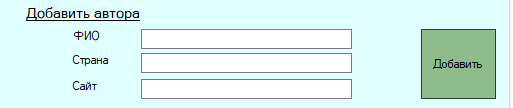 Добавить автора
ФИО
Страна
Добавить
Сайт